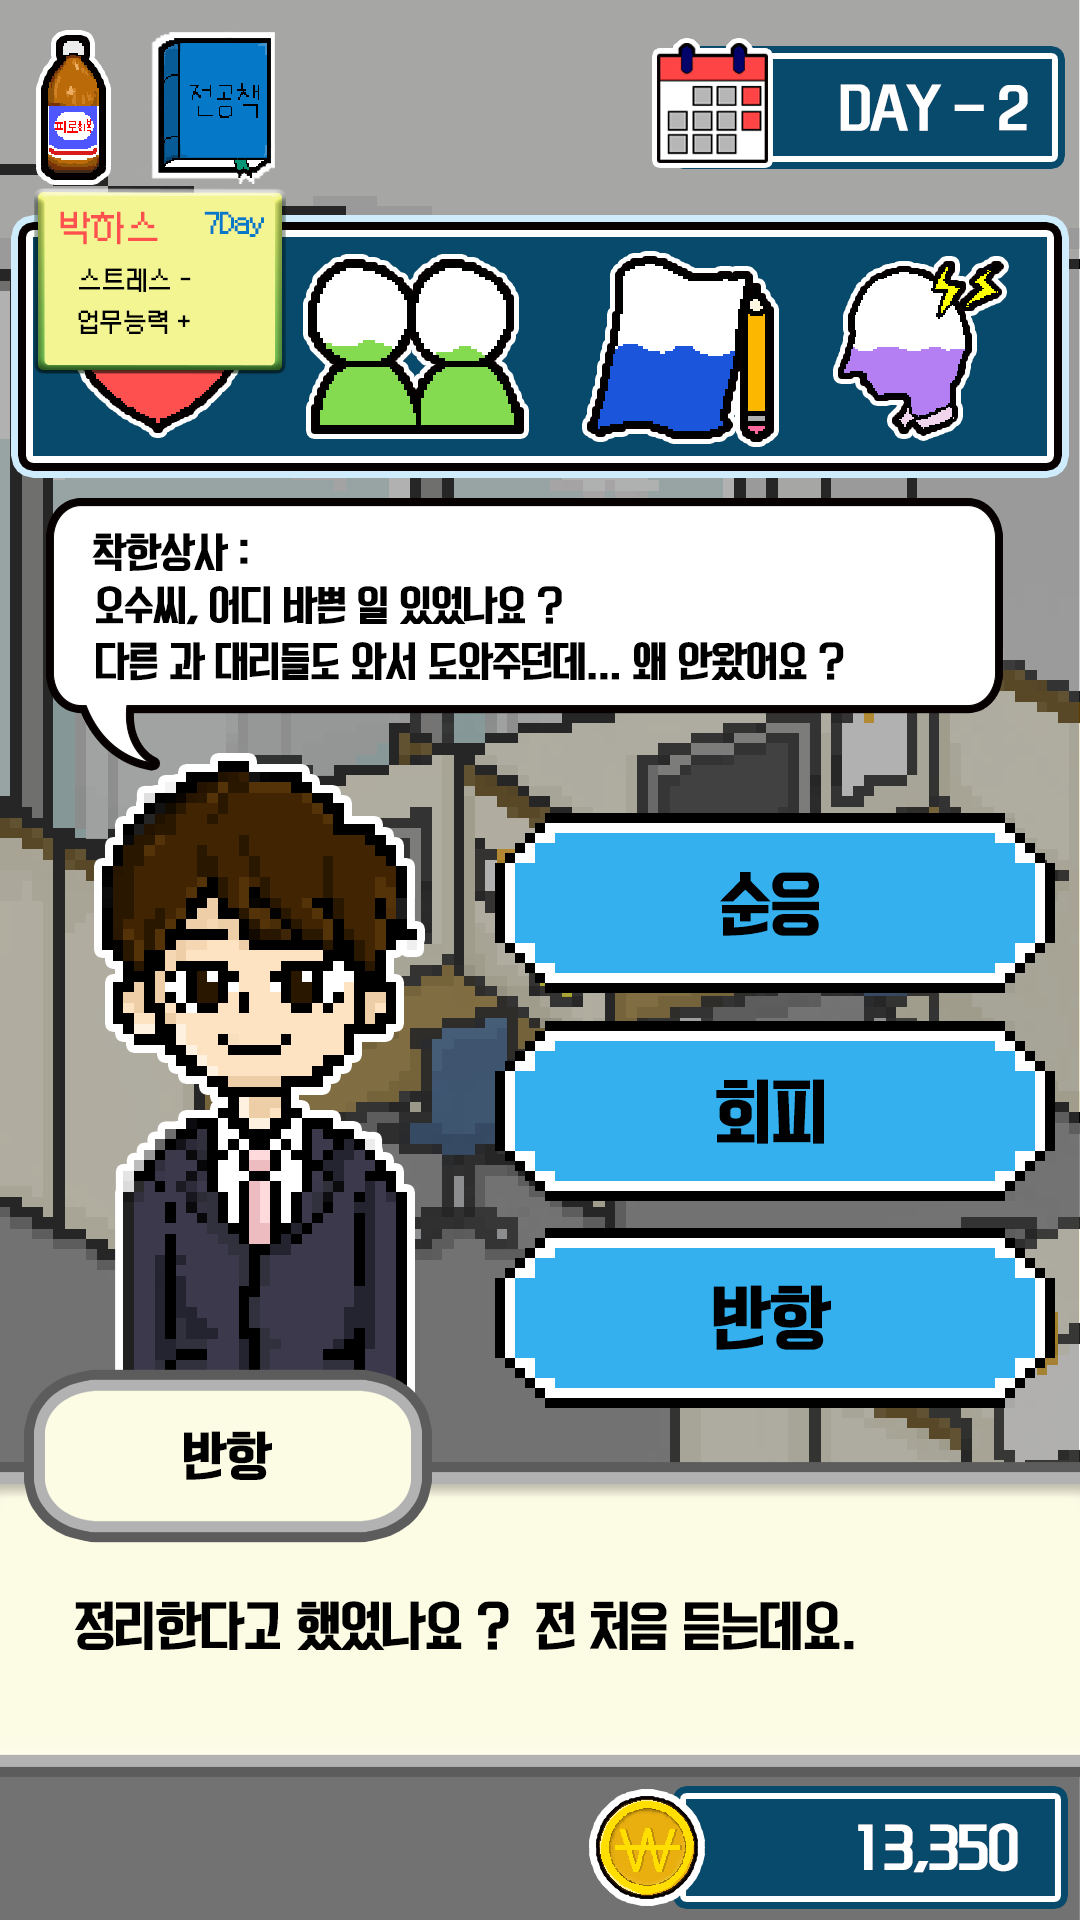 피로회복
전공책
DAY - 2
박하스 7Day
스트레스 -
업무능력 +
착한상사 :
오수씨, 어디 바쁜 일 있었나요 ?
다른 과 대리들도 와서 도와주던데... 왜 안왔어요 ?
순응
회피
반항
반항
정리한다고 했었나요 ? 전 처음 듣는데요.
13,350